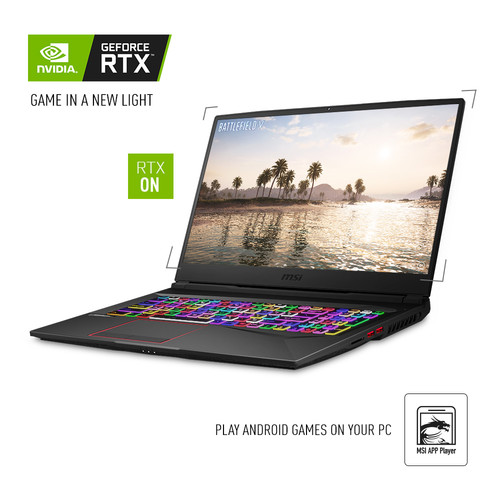 NVIDIA.
GEFORCE
RTX™
GAME IN A NEW LIGHT
BATTLEFIELD V
RTX
ON
msi
PLAY ANDROID GAMES ON YOUR PC
MSI APP Player